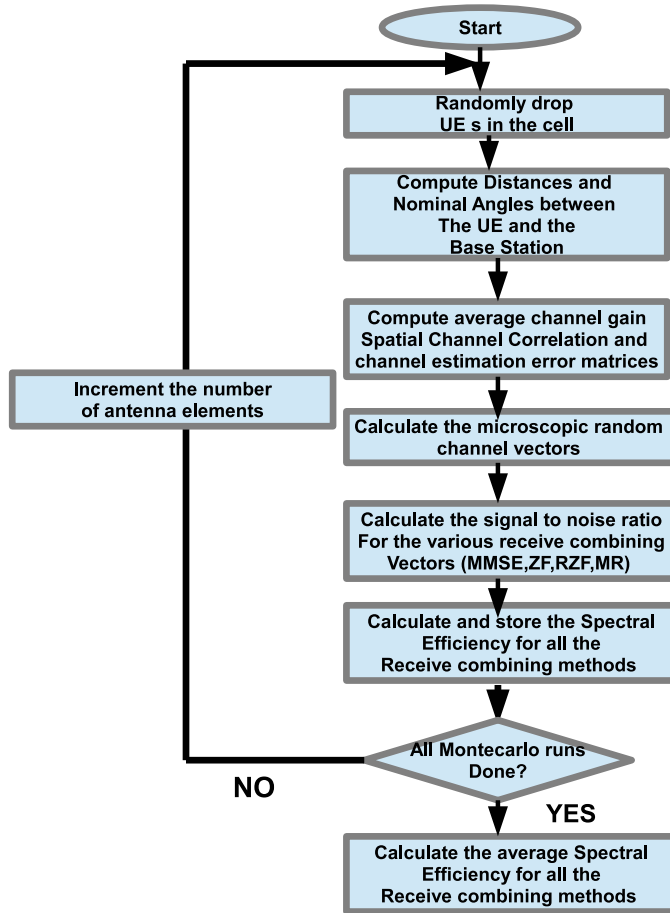 Start
Randomly drop
UE s in the cell
Compute Distances and
Nominal Angles between
The UE and the
Base Station
Compute average channel gain
Spatial Channel Correlation and
channel estimation error matrices
Increment the number
of antenna elements
Calculate the microscopic random
channel vectors
Calculate the signal to noise ratio
For the various receive combining
Vectors (MMSE,ZF,RZF,MR)
Calculate and store the Spectral
Efficiency for all the
Receive combining methods
All Montecarlo runs
Done?
NO
YES
Calculate the average Spectral
Efficiency for all the
Receive combining methods